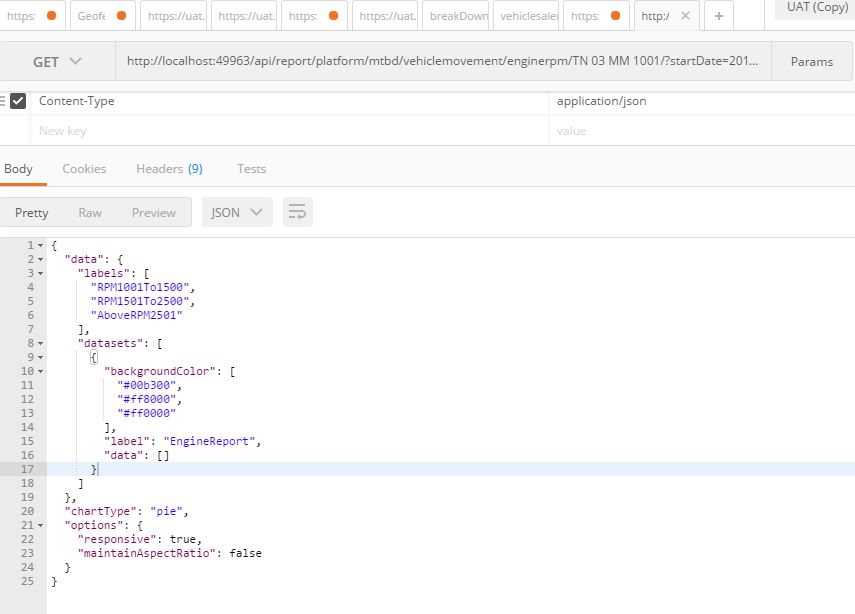 https: Geofe https://uat. https://uat. https: https://uat. breakDown vehiclesale https: http:/ UAT (Copy)
GET http://localhost:49963/api/report/platform/mtbd/vehiclemovement/enginerpm/TN 03 MM 1001/?startDate=201... Params
Content-Type application/json
New key value
Body Cookies Headers (9) Tests
Pretty Raw Preview JSON
1 {
2 "data": {
3 "labels": [
4 "RPM1001To1500",
5 "RPM1501To2500",
6 "AboveRPM2501"
7 ],
8 "datasets": [
9 {
10 "backgroundColor": [
11 "#00b300",
12 "#ff8000",
13 "#ff0000"
14 ],
15 "label": "EngineReport",
16 "data": []
17 }
18 ]
19 },
20 "chartType": "pie",
21 "options": {
22 "responsive": true,
23 "maintainAspectRatio": false
24 }
25 }